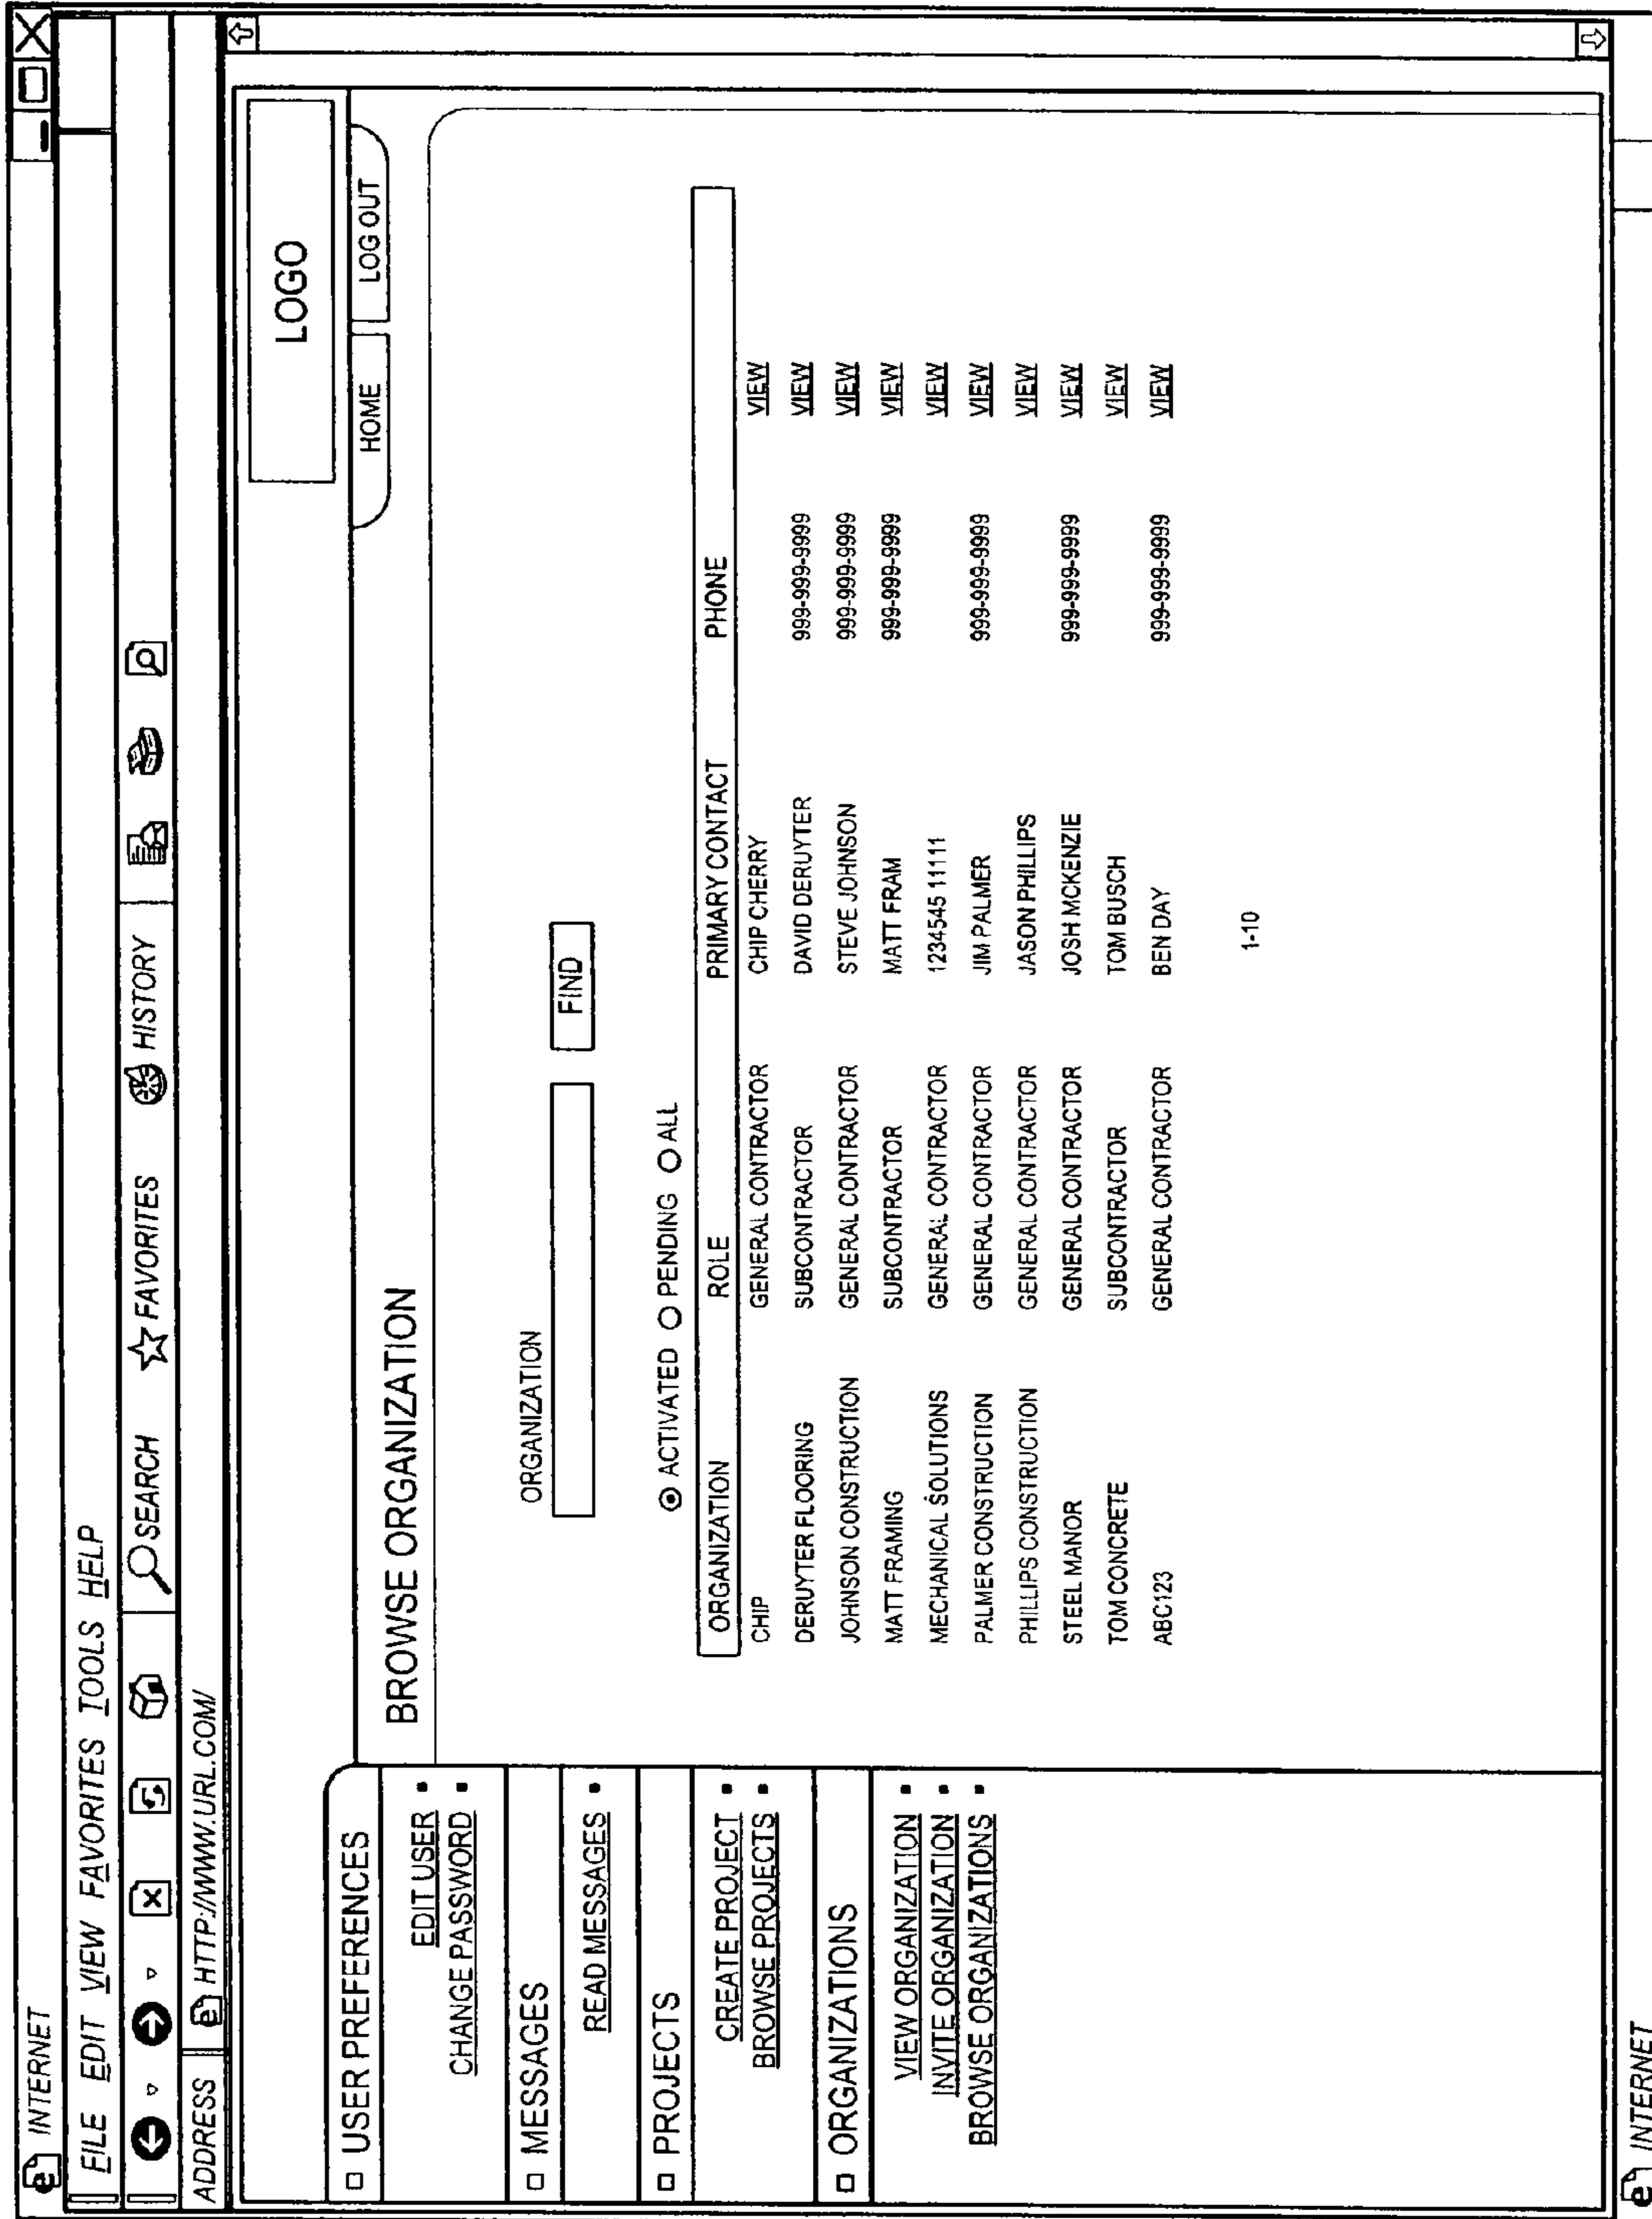 INTERNET
FILE EDIT VIEW FAVORITES TOOLS HELP
SEARCH FAVORITES HISTORY
ADDRESS HTTP://WWW.URL.COM/
LOGO
HOME LOG OUT
USER PREFERENCES
EDIT USER
CHANGE PASSWORD
MESSAGES
READ MESSAGES
PROJECTS
CREATE PROJECT
BROWSE PROJECTS
ORGANIZATIONS
VIEW ORGANIZATION
INVITE ORGANIZATION
BROWSE ORGANIZATIONS
BROWSE ORGANIZATION
ORGANIZATION
FIND
ACTIVATED PENDING ALL
ORGANIZATION ROLE PRIMARY CONTACT PHONE
CHIP GENERAL CONTRACTOR CHIP CHERRY VIEW
DERUYTER FLOORING SUBCONTRACTOR DAVID DERUYTER 999-999-9999 VIEW
JOHNSON CONSTRUCTION GENERAL CONTRACTOR STEVE JOHNSON 999-999-9999 VIEW
MATT FRAMING SUBCONTRACTOR MATT FRAM 999-999-9999 VIEW
MECHANICAL SOLUTIONS GENERAL CONTRACTOR 1234545 11111 VIEW
PALMER CONSTRUCTION GENERAL CONTRACTOR JIM PALMER 999-999-9999 VIEW
PHILLIPS CONSTRUCTION GENERAL CONTRACTOR JASON PHILLIPS VIEW
STEEL MANOR GENERAL CONTRACTOR JOSH MCKENZIE 999-999-9999 VIEW
TOM CONCRETE SUBCONTRACTOR TOM BUSCH VIEW
ABC123 GENERAL CONTRACTOR BEN DAY 999-999-9999 VIEW
1-10
INTERNET